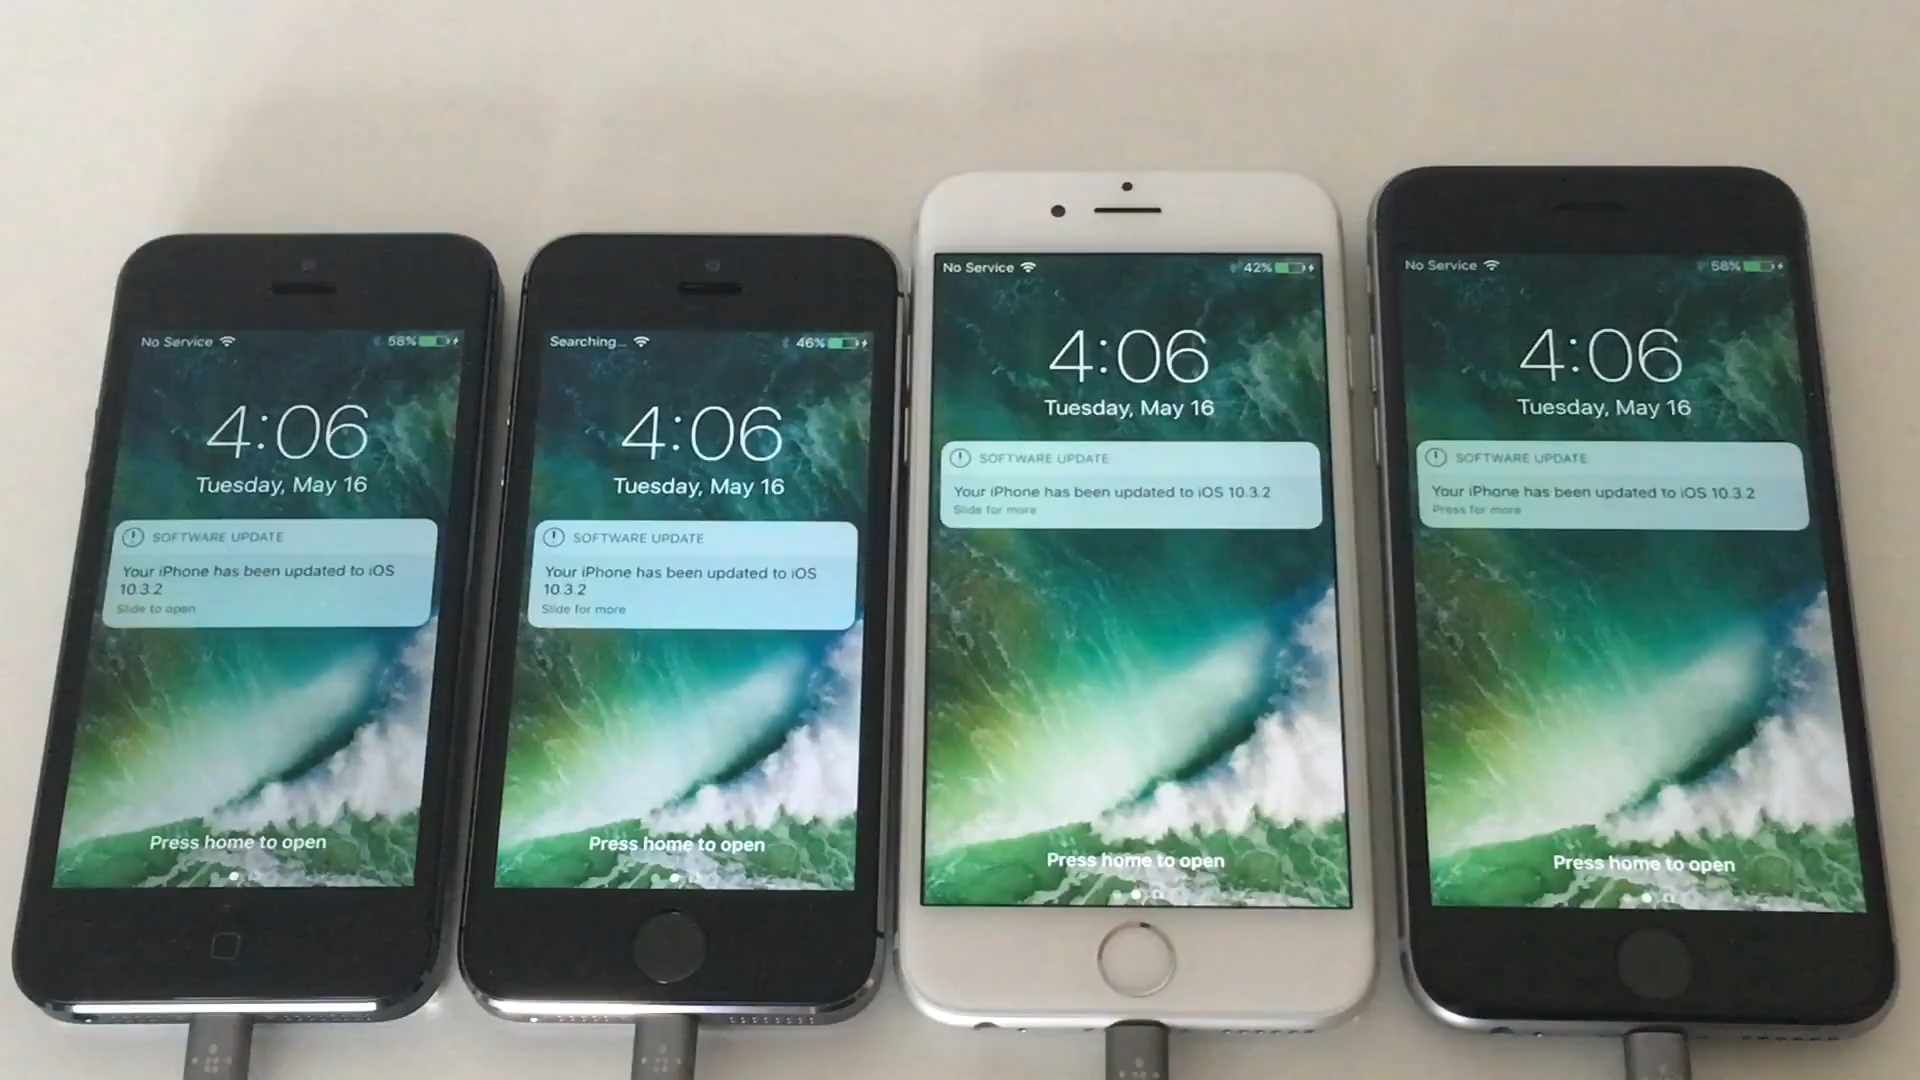 No Service 58%
4:06
Tuesday, May 16
SOFTWARE UPDATE
Your iPhone has been updated to iOS
10.3.2
Slide to open
Press home to open
Searching... 46%
4:06
Tuesday, May 16
SOFTWARE UPDATE
Your iPhone has been updated to iOS
10.3.2
Slide for more
Press home to open
No Service 42%
4:06
Tuesday, May 16
SOFTWARE UPDATE
Your iPhone has been updated to iOS 10.3.2
Slide for more
Press home to open
No Service 58%
4:06
Tuesday, May 16
SOFTWARE UPDATE
Your iPhone has been updated to iOS 10.3.2
Press for more
Press home to open